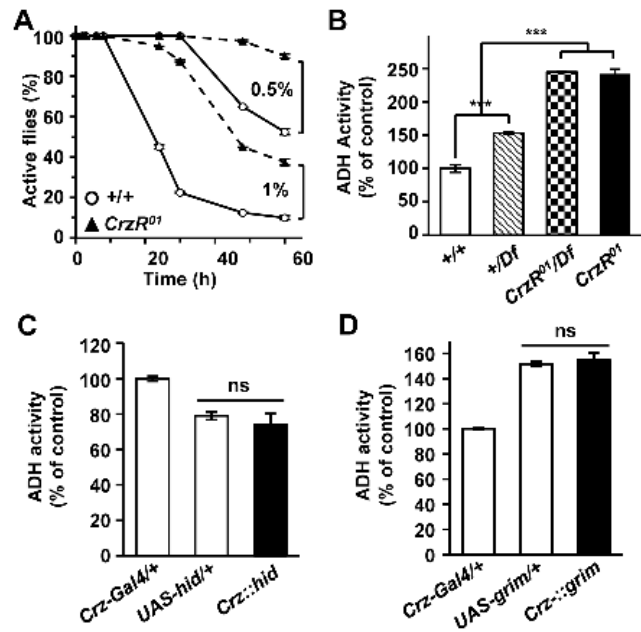 A
Active flies (%)
100
80
60
40
20
0
0.5%
1%
+/+
CrzR01
0 10 20 30 40 50 60
Time (h)
B
ADH Activity
(% of control)
250
200
150
100
50
0
***
***
+/+
+/Df
CrzR01/Df
CrzR01
C
ADH activity
(% of control)
120
100
80
60
40
20
0
ns
Crz-Gal4/+
UAS-hid/+
Crz::hid
D
ADH activity
(% of control)
160
140
120
100
80
60
40
20
0
ns
Crz-Gal4/+
UAS-grim/+
Crz-::grim